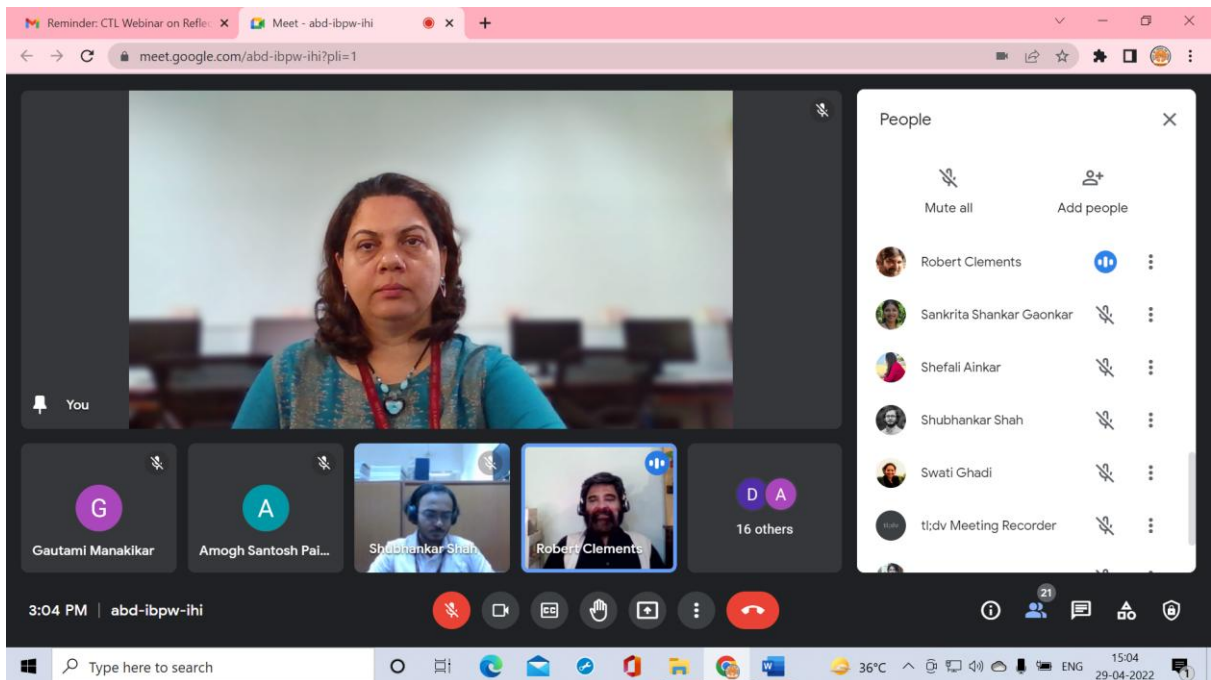 Reminder: CTL Webinar on Reflec
Meet - abd-ibpw-ihi
meet.google.com/abd-ibpw-ihi?pli=1
People
Mute all
Add people
Robert Clements
Sankrita Shankar Gaonkar
Shefali Ainkar
Shubhankar Shah
Swati Ghadi
tl;dv Meeting Recorder
You
G
Gautami Manakikar
A
Amogh Santosh Pai...
Shubhankar Shah
Robert Clements
D A
16 others
3:04 PM | abd-ibpw-ihi
CC
21
Type here to search
36°C
ENG
15:04
29-04-2022
1